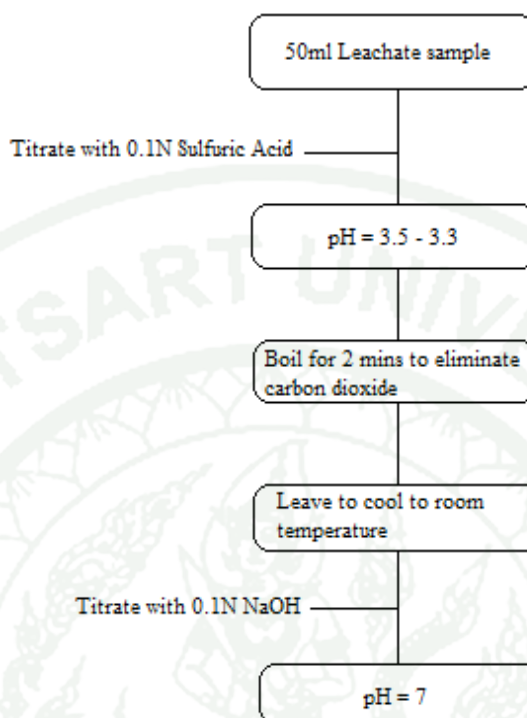 50ml Leachate sample
Titrate with 0.1N Sulfuric Acid
pH = 3.5 - 3.3
Boil for 2 mins to eliminate
carbon dioxide
Leave to cool to room
temperature
Titrate with 0.1N NaOH
pH = 7